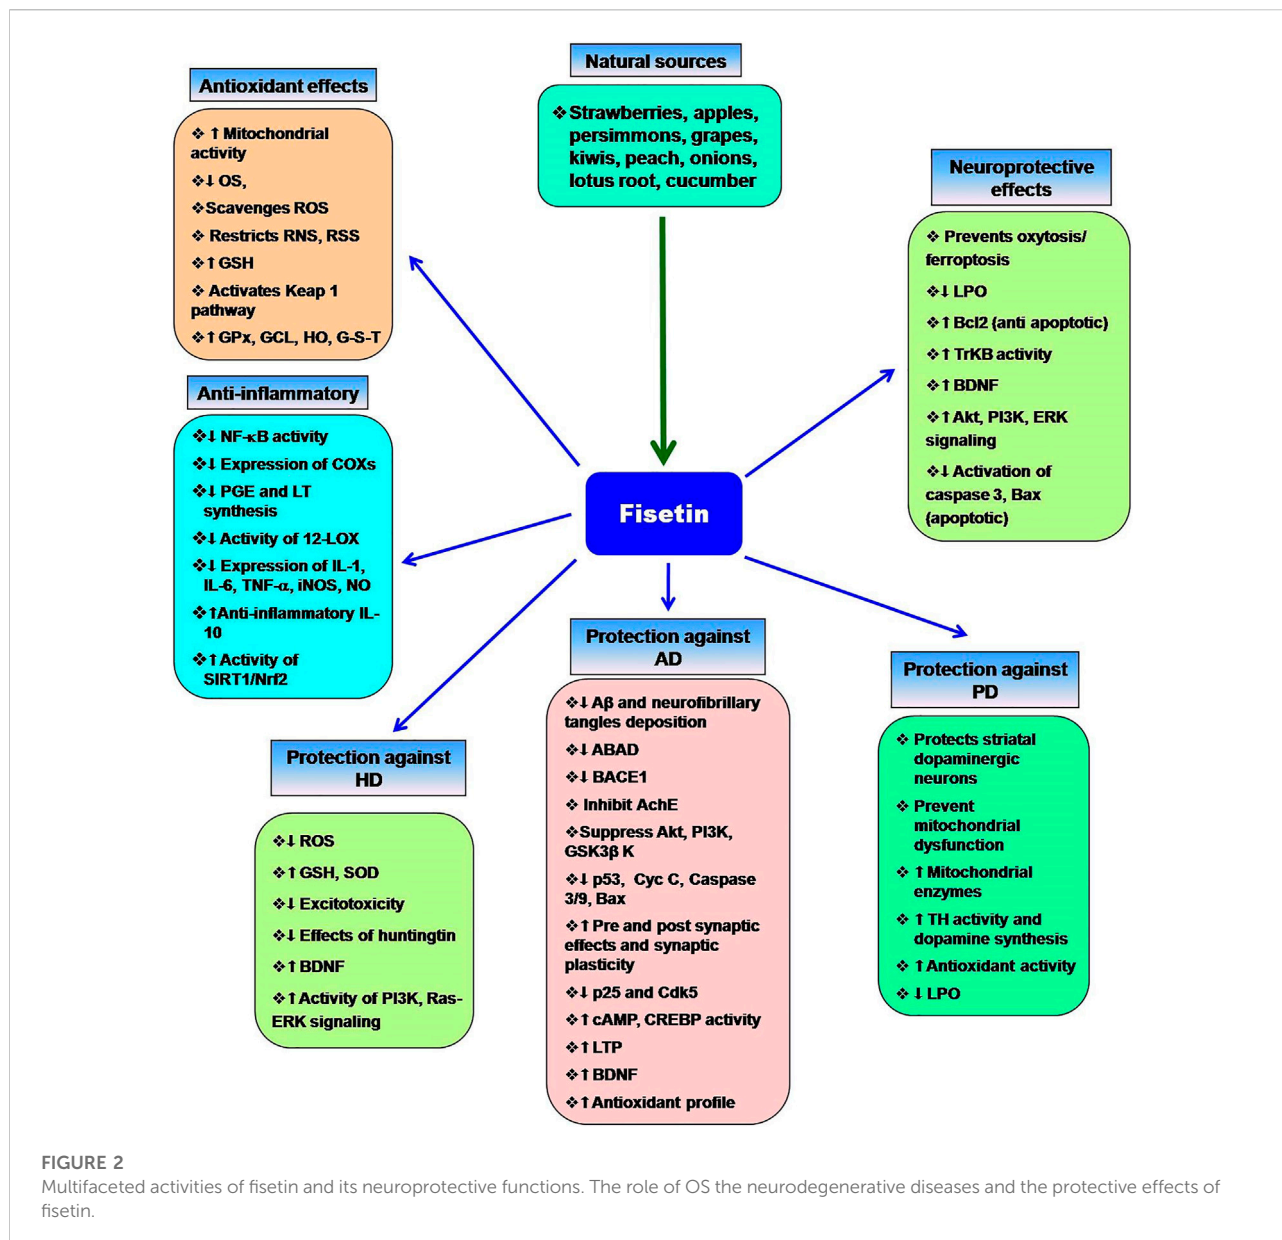 Natural sources
❖Strawberries, apples,
persimmons, grapes,
kiwis, peach, onions,
lotus root, cucumber
Antioxidant effects
❖ ↑ Mitochondrial
activity
❖↓ OS,
❖Scavenges ROS
❖ Restricts RNS, RSS
❖↑ GSH
❖ Activates Keap 1
pathway
❖↑ GPx, GCL, HO, G-S-T
Anti-inflammatory
❖↓ NF-κB activity
❖↓ Expression of COXs
❖↓ PGE and LT
synthesis
❖↓ Activity of 12-LOX
❖↓ Expression of IL-1,
IL-6, TNF-α, iNOS, NO
❖↑Anti-inflammatory IL-
10
❖↑ Activity of
SIRT1/Nrf2
Neuroprotective
effects
❖ Prevents oxytosis/
ferroptosis
❖↓ LPO
❖↑ Bcl2 (anti apoptotic)
❖↑ TrKB activity
❖↑ BDNF
❖↑ Akt, PI3K, ERK
signaling
❖↓ Activation of
caspase 3, Bax
(apoptotic)
Fisetin
Protection against
HD
❖↓ ROS
❖↑ GSH, SOD
❖↓ Excitotoxicity
❖↓ Effects of huntingtin
❖↑ BDNF
❖↑ Activity of PI3K, Ras-
ERK signaling
Protection against
AD
❖↓ Aβ and neurofibrillary
tangles deposition
❖↓ ABAD
❖↓ BACE1
❖ Inhibit AchE
❖Suppress Akt, PI3K,
GSK3β K
❖↓ p53, Cyc C, Caspase
3/9, Bax
❖↑ Pre and post synaptic
effects and synaptic
plasticity
❖↓ p25 and Cdk5
❖↑ cAMP, CREBP activity
❖↑ LTP
❖↑ BDNF
❖↑ Antioxidant profile
Protection against
PD
❖ Protects striatal
dopaminergic
neurons
❖ Prevent
mitochondrial
dysfunction
❖ ↑ Mitochondrial
enzymes
❖ ↑ TH activity and
dopamine synthesis
❖ ↑ Antioxidant activity
❖ ↓ LPO
FIGURE 2
Multifaceted activities of fisetin and its neuroprotective functions. The role of OS the neurodegenerative diseases and the protective effects of
fisetin.